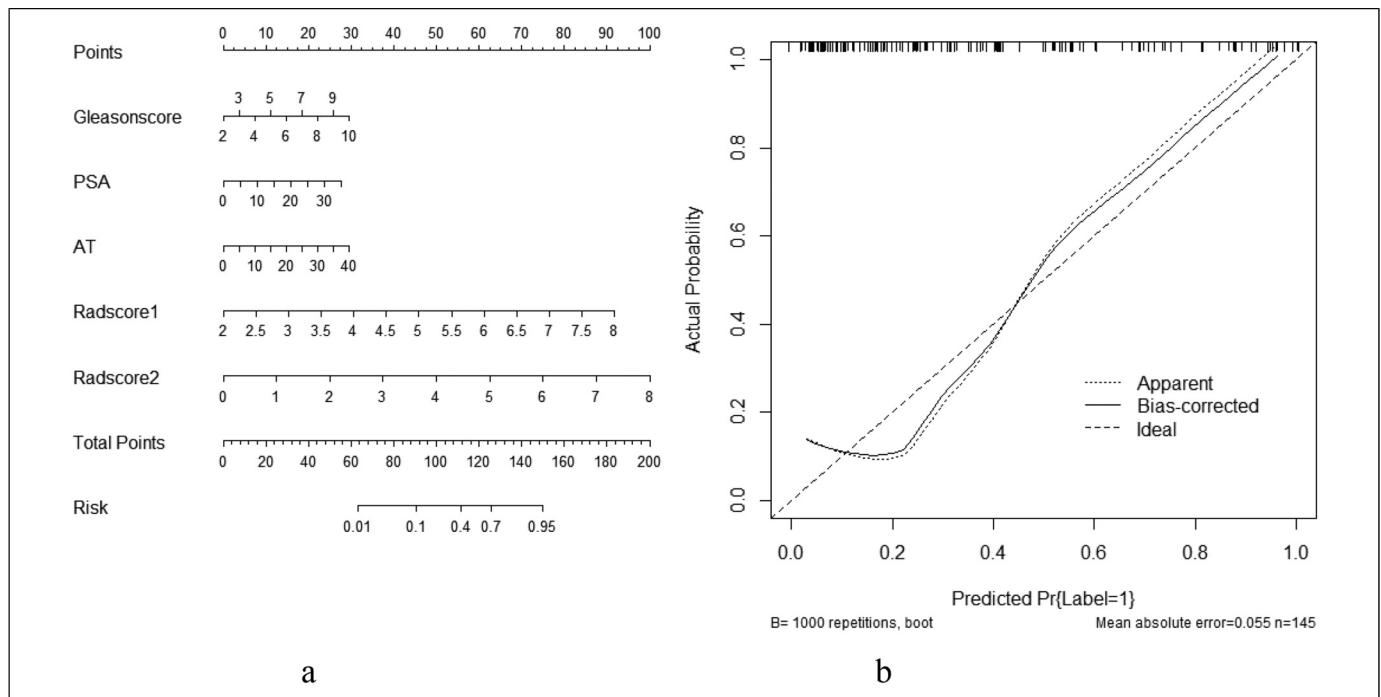 Points
0 10 20 30 40 50 60 70 80 90 100
Gleasonscore
3 5 7 9
2 4 6 8 10
PSA
0 10 20 30
AT
0 10 20 30 40
Radscore1
2 2.5 3 3.5 4 4.5 5 5.5 6 6.5 7 7.5 8
Radscore2
0 1 2 3 4 5 6 7 8
Total Points
0 20 40 60 80 100 120 140 160 180 200
Risk
0.01 0.1 0.4 0.7 0.95
a
Actual Probability
1.0
0.8
0.6
0.4
0.2
0.0
Apparent
Bias-corrected
Ideal
0.0 0.2 0.4 0.6 0.8 1.0
Predicted Pr{Label=1}
B= 1000 repetitions, boot
Mean absolute error=0.055 n=145
b